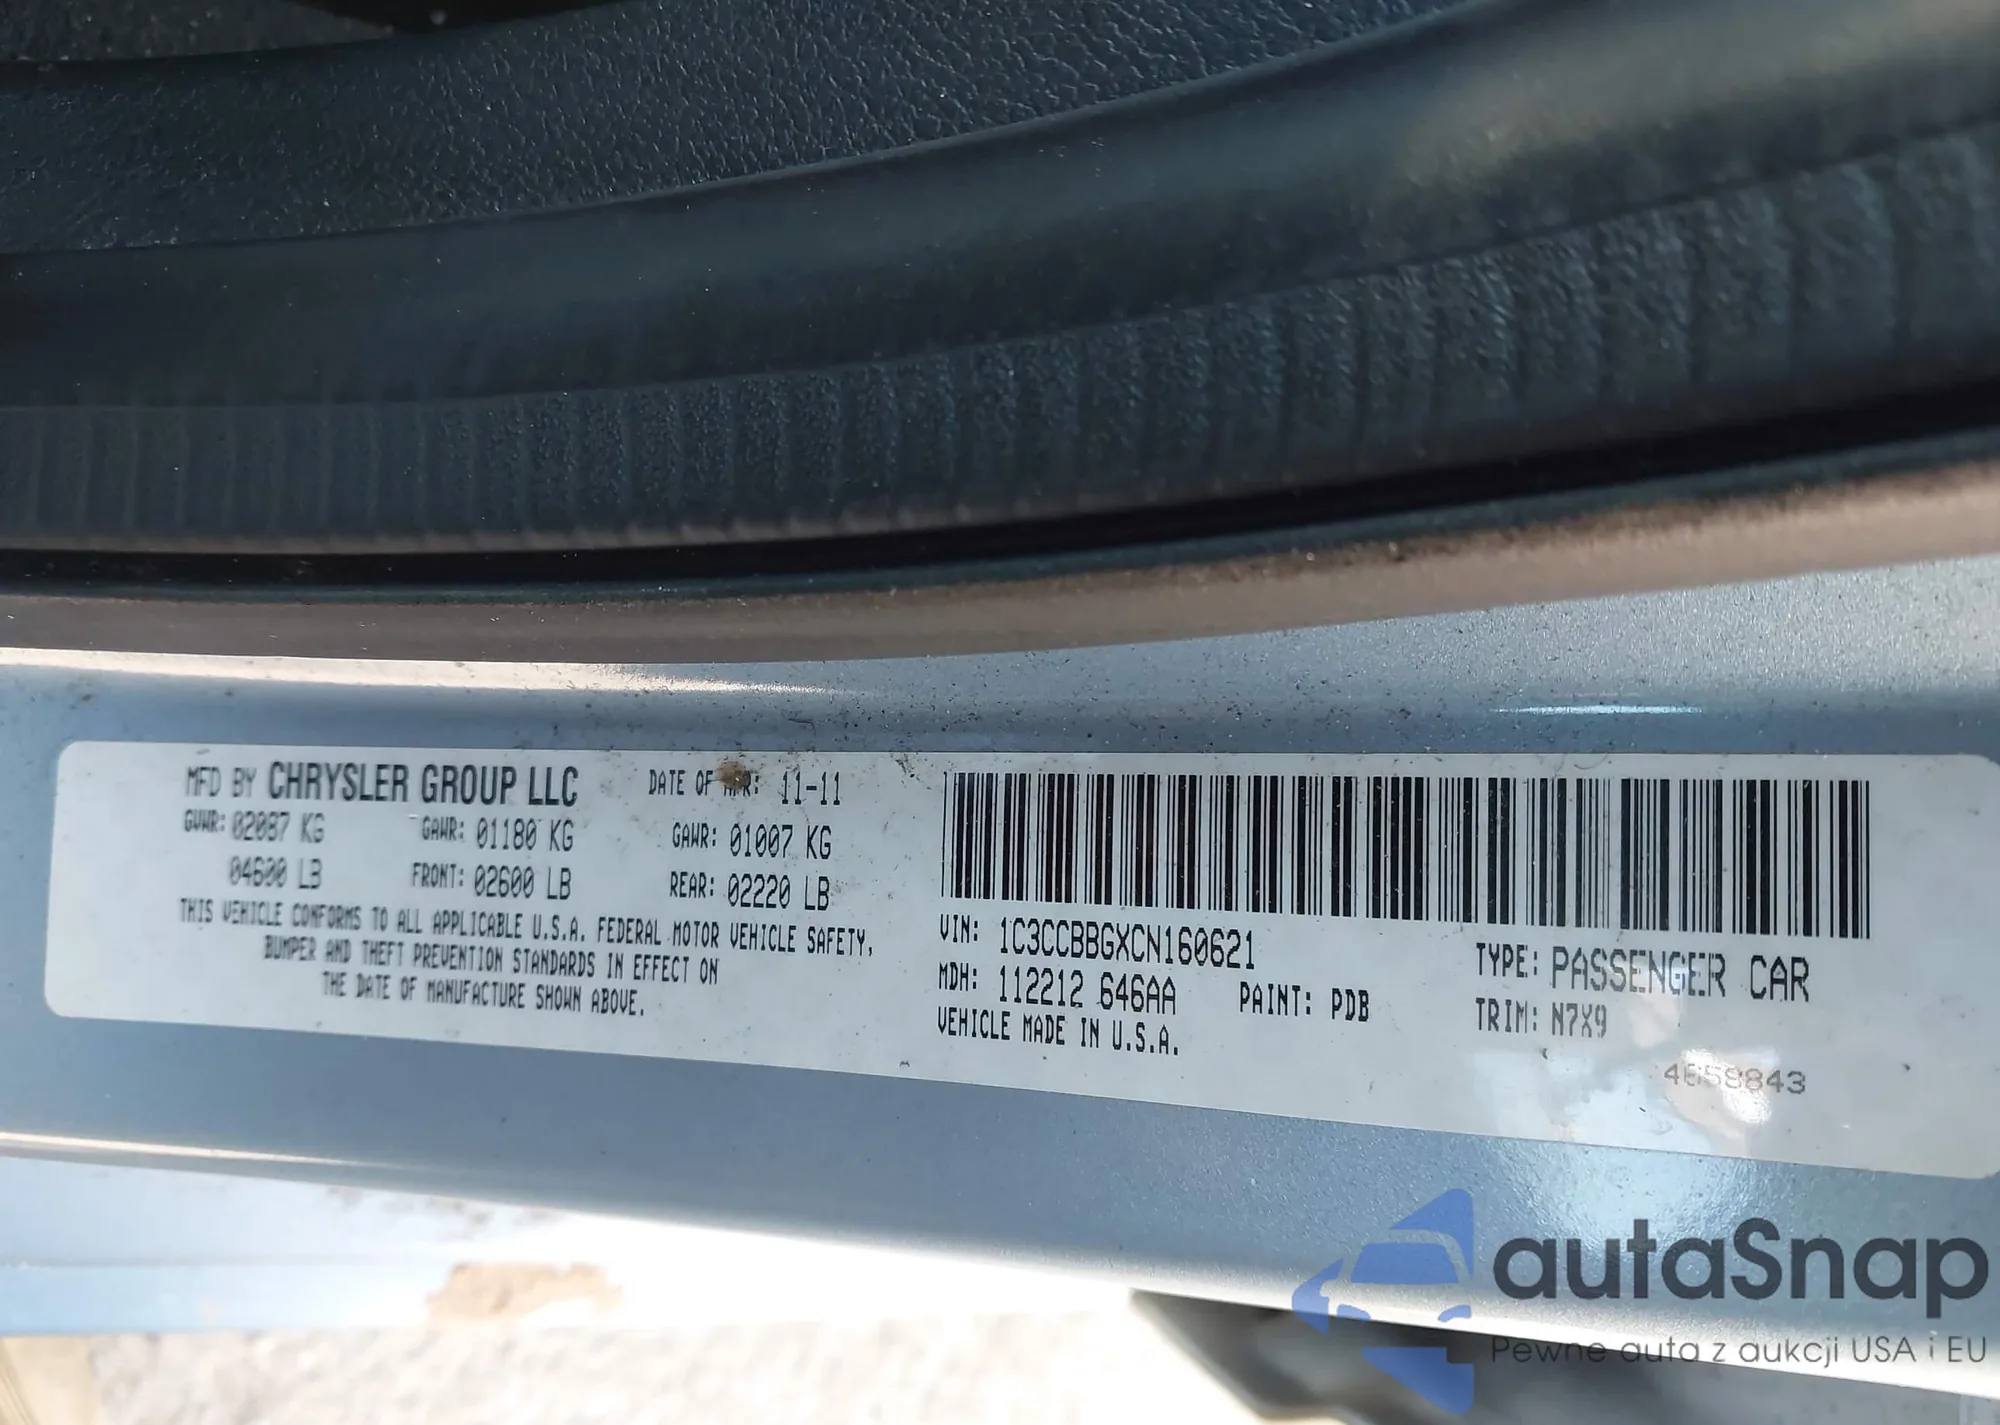 MFD BY CHRYSLER GROUP LLC DATE OF MFR: 11-11
GVWR: 02087 KG GAWR: 01180 KG GAWR: 01007 KG
04600 LB FRONT: 02600 LB REAR: 02220 LB
THIS VEHICLE CONFORMS TO ALL APPLICABLE U.S.A. FEDERAL MOTOR VEHICLE SAFETY,
BUMPER AND THEFT PREVENTION STANDARDS IN EFFECT ON
THE DATE OF MANUFACTURE SHOWN ABOVE.
VIN: 1C3CCBBGXCN160621 TYPE: PASSENGER CAR
MDH: 112212 646AA PAINT: PDB TRIM: N7X9
VEHICLE MADE IN U.S.A.
autaSnap
Pewne auta z aukcji USA i EU